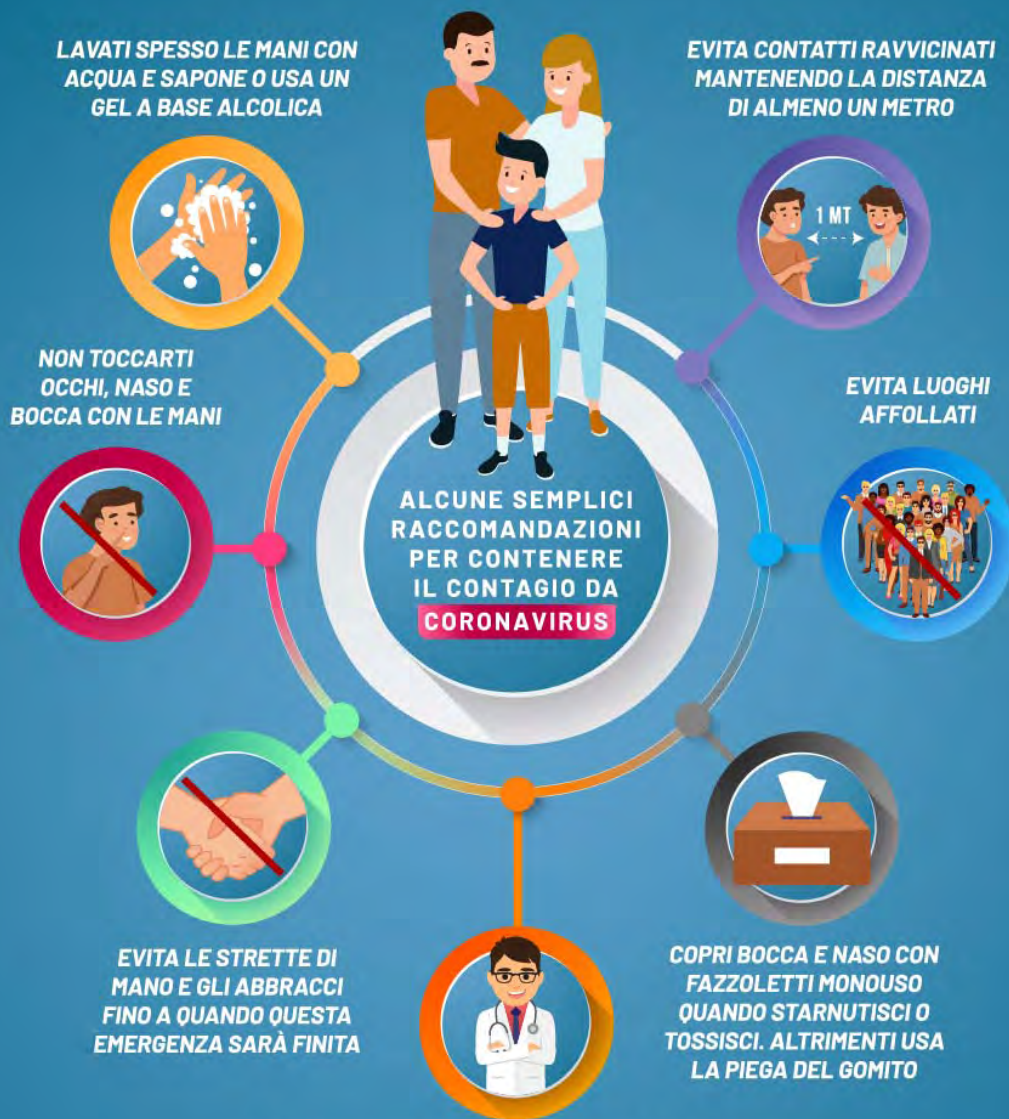 LAVATI SPESSO LE MANI CON
ACQUA E SAPONE O USA UN
GEL A BASE ALCOLICA
EVITA CONTATTI RAVVICINATI
MANTENENDO LA DISTANZA
DI ALMENO UN METRO
1 MT
NON TOCCARTI
OCCHI, NASO E
BOCCA CON LE MANI
EVITA LUOGHI
AFFOLLATI
ALCUNE SEMPLICI
RACCOMANDAZIONI
PER CONTENERE
IL CONTAGIO DA
CORONAVIRUS
EVITA LE STRETTE DI
MANO E GLI ABBRACCI
FINO A QUANDO QUESTA
EMERGENZA SARÀ FINITA
COPRI BOCCA E NASO CON
FAZZOLETTI MONOUSO
QUANDO STARNUTISCI O
TOSSISCI. ALTRIMENTI USA
LA PIEGA DEL GOMITO